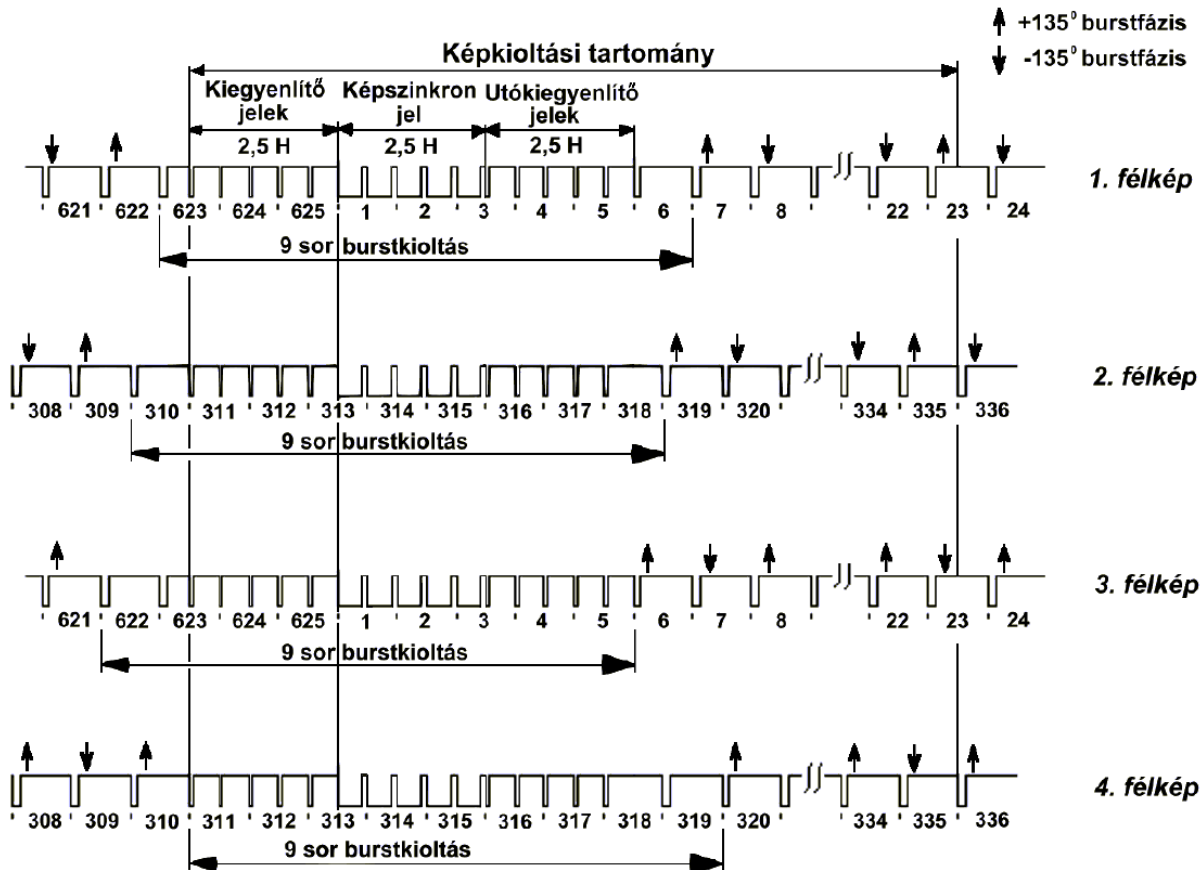 +135° burstfázis
-135° burstfázis
Képkioltási tartomány
Kiegyenlítő jelek
Képszinkron jel
Utókiegyenlítő jelek
2,5 H 2,5 H 2,5 H
1. félkép
621 622 623 624 625 1 2 3 4 5 6 7 8 22 23 24
9 sor burstkioltás
2. félkép
308 309 310 311 312 313 314 315 316 317 318 319 320 334 335 336
9 sor burstkioltás
3. félkép
621 622 623 624 625 1 2 3 4 5 6 7 8 22 23 24
9 sor burstkioltás
4. félkép
308 309 310 311 312 313 314 315 316 317 318 319 320 334 335 336
9 sor burstkioltás